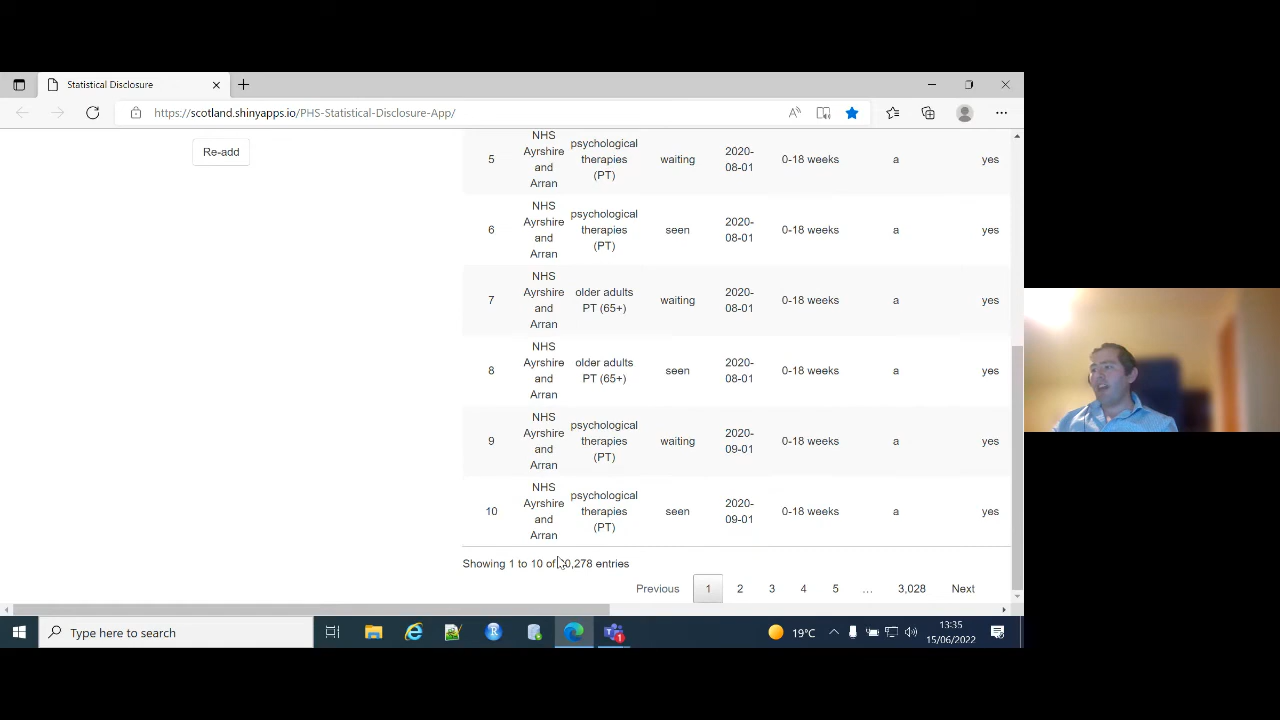 Statistical Disclosure
https://scotland.shinyapps.io/PHS-Statistical-Disclosure-App/
Re-add
5 NHS Ayrshire and Arran psychological therapies (PT) waiting 2020-08-01 0-18 weeks a yes
6 NHS Ayrshire and Arran psychological therapies (PT) seen 2020-08-01 0-18 weeks a yes
7 NHS Ayrshire and Arran older adults PT (65+) waiting 2020-08-01 0-18 weeks a yes
8 NHS Ayrshire and Arran older adults PT (65+) seen 2020-08-01 0-18 weeks a yes
9 NHS Ayrshire and Arran psychological therapies (PT) waiting 2020-09-01 0-18 weeks a yes
10 NHS Ayrshire and Arran psychological therapies (PT) seen 2020-09-01 0-18 weeks a yes
Showing 1 to 10 of 0,278 entries
Previous 1 2 3 4 5 … 3,028 Next
Type here to search
19°C
13:35
15/06/2022